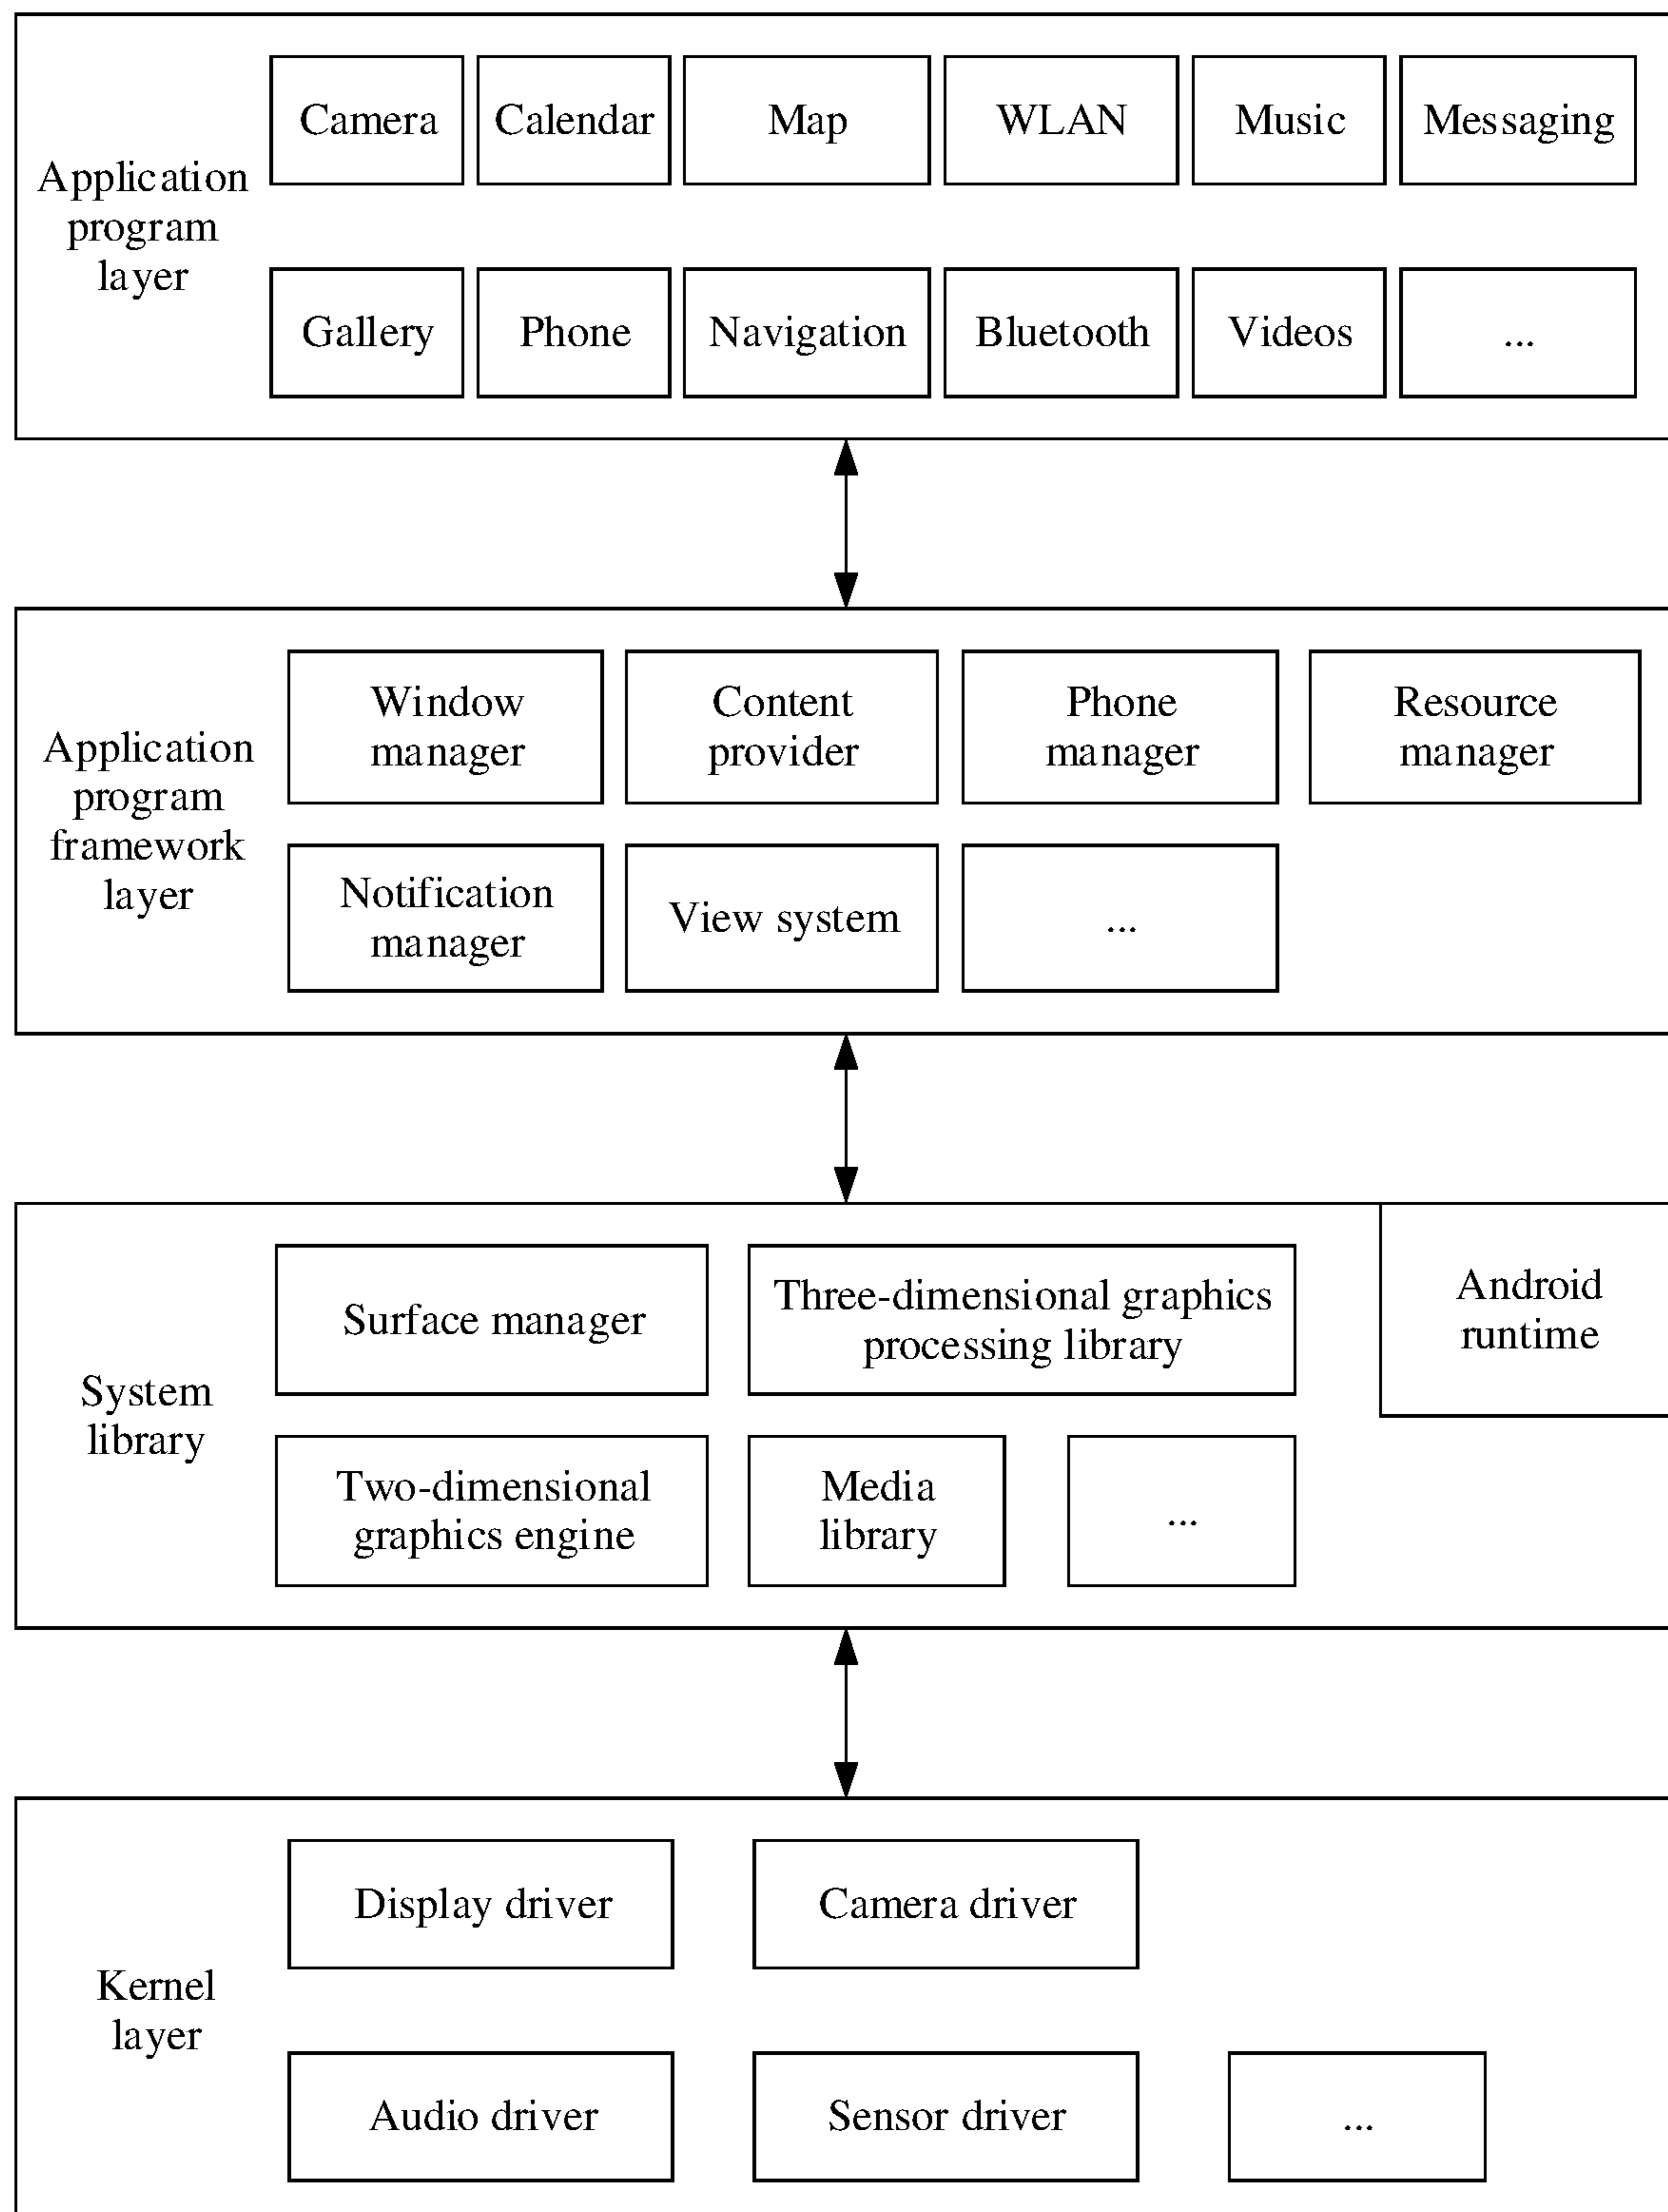 Application
program
layer
Camera
Calendar
Map
WLAN
Music
Messaging
Gallery
Phone
Navigation
Bluetooth
Videos
...
Application
program
framework
layer
Window
manager
Content
provider
Phone
manager
Resource
manager
Notification
manager
View system
...
System
library
Surface manager
Three-dimensional graphics
processing library
Android
runtime
Two-dimensional
graphics engine
Media
library
...
Kernel
layer
Display driver
Camera driver
Audio driver
Sensor driver
...